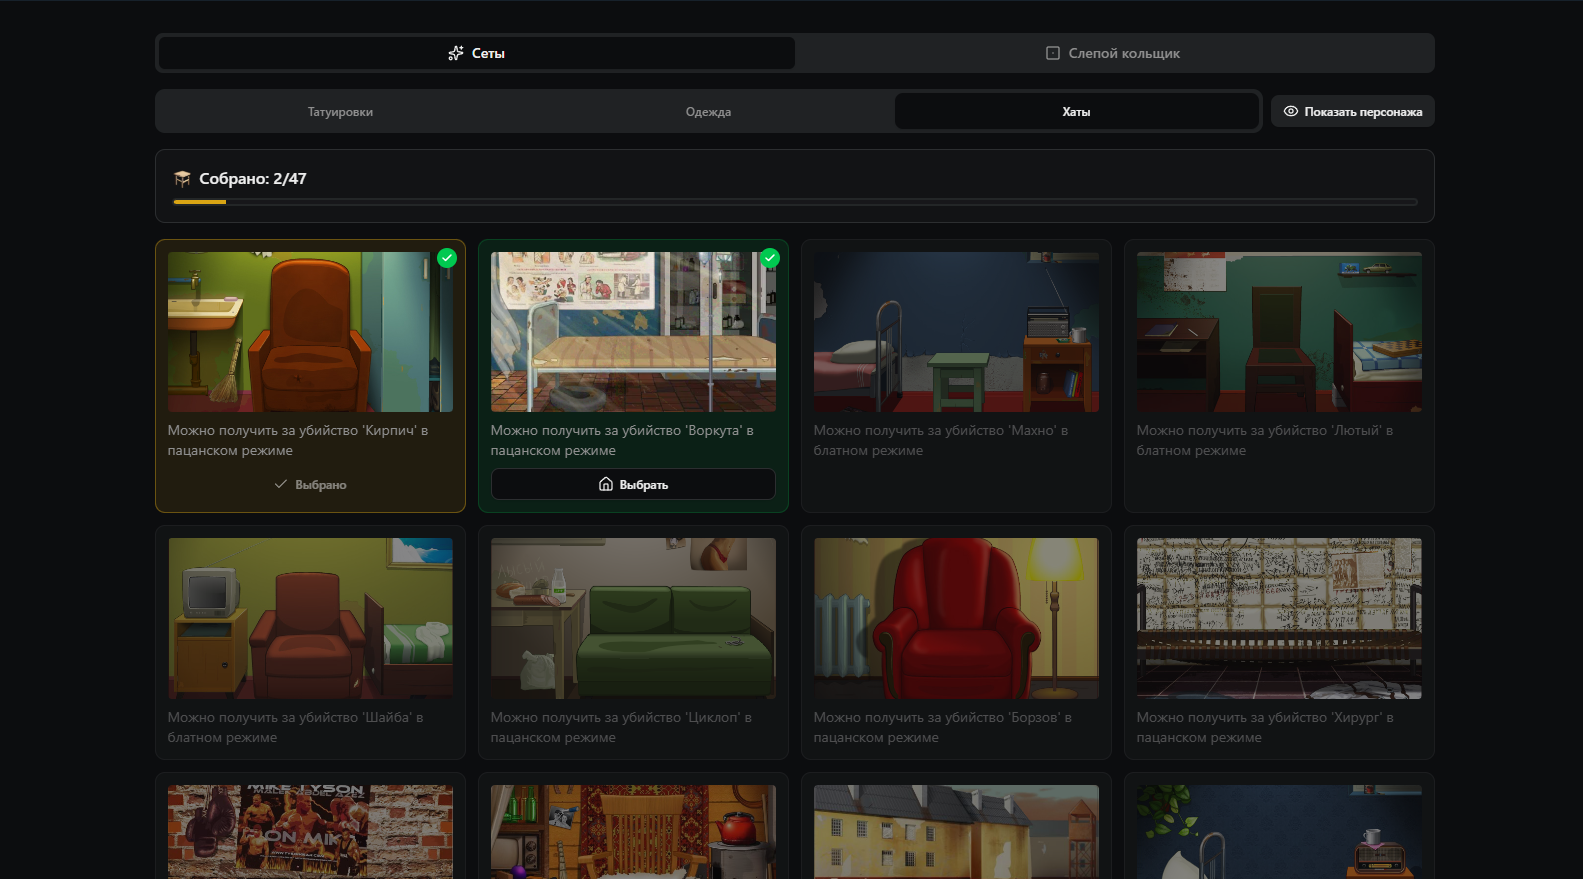 Сеты
Слепой кольщик
Татуировки
Одежда
Хаты
Показать персонажа
Собрано: 2/47
Можно получить за убийство 'Кирпич' в
пацанском режиме
Выбрано
Можно получить за убийство 'Воркута' в
пацанском режиме
Выбрать
Можно получить за убийство 'Махно' в
блатном режиме
Можно получить за убийство 'Лютый' в
блатном режиме
Можно получить за убийство 'Шайба' в
блатном режиме
Можно получить за убийство 'Циклоп' в
пацанском режиме
Можно получить за убийство 'Борзов' в
пацанском режиме
Можно получить за убийство 'Хирург' в
пацанском режиме
MIKE TYSON